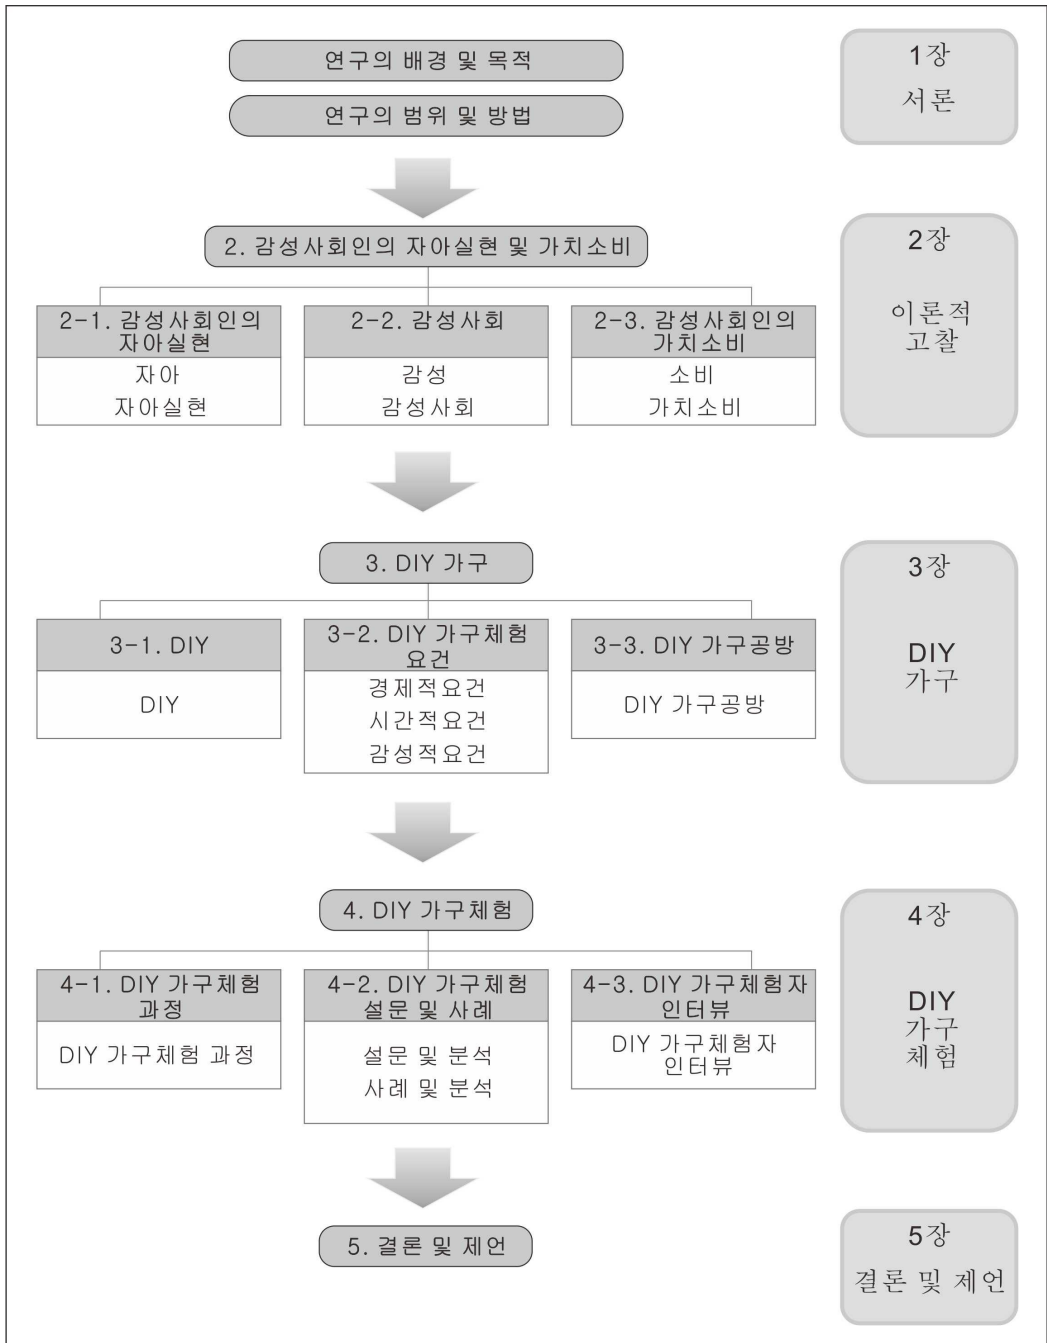 연구의 배경 및 목적
연구의 범위 및 방법
1장
서론
2. 감성사회인의 자아실현 및 가치소비
2-1. 감성사회인의
자아실현
자아
자아실현
2-2. 감성사회
감성
감성사회
2-3. 감성사회인의
가치소비
소비
가치소비
2장
이론적
고찰
3. DIY 가구
3-1. DIY
DIY
3-2. DIY 가구체험
요건
경제적요건
시간적요건
감성적요건
3-3. DIY 가구공방
DIY 가구공방
3장
DIY
가구
4. DIY 가구체험
4-1. DIY 가구체험
과정
DIY 가구체험 과정
4-2. DIY 가구체험
설문 및 사례
설문 및 분석
사례 및 분석
4-3. DIY 가구체험자
인터뷰
DIY 가구체험자
인터뷰
4장
DIY
가구
체험
5. 결론 및 제언
5장
결론 및 제언